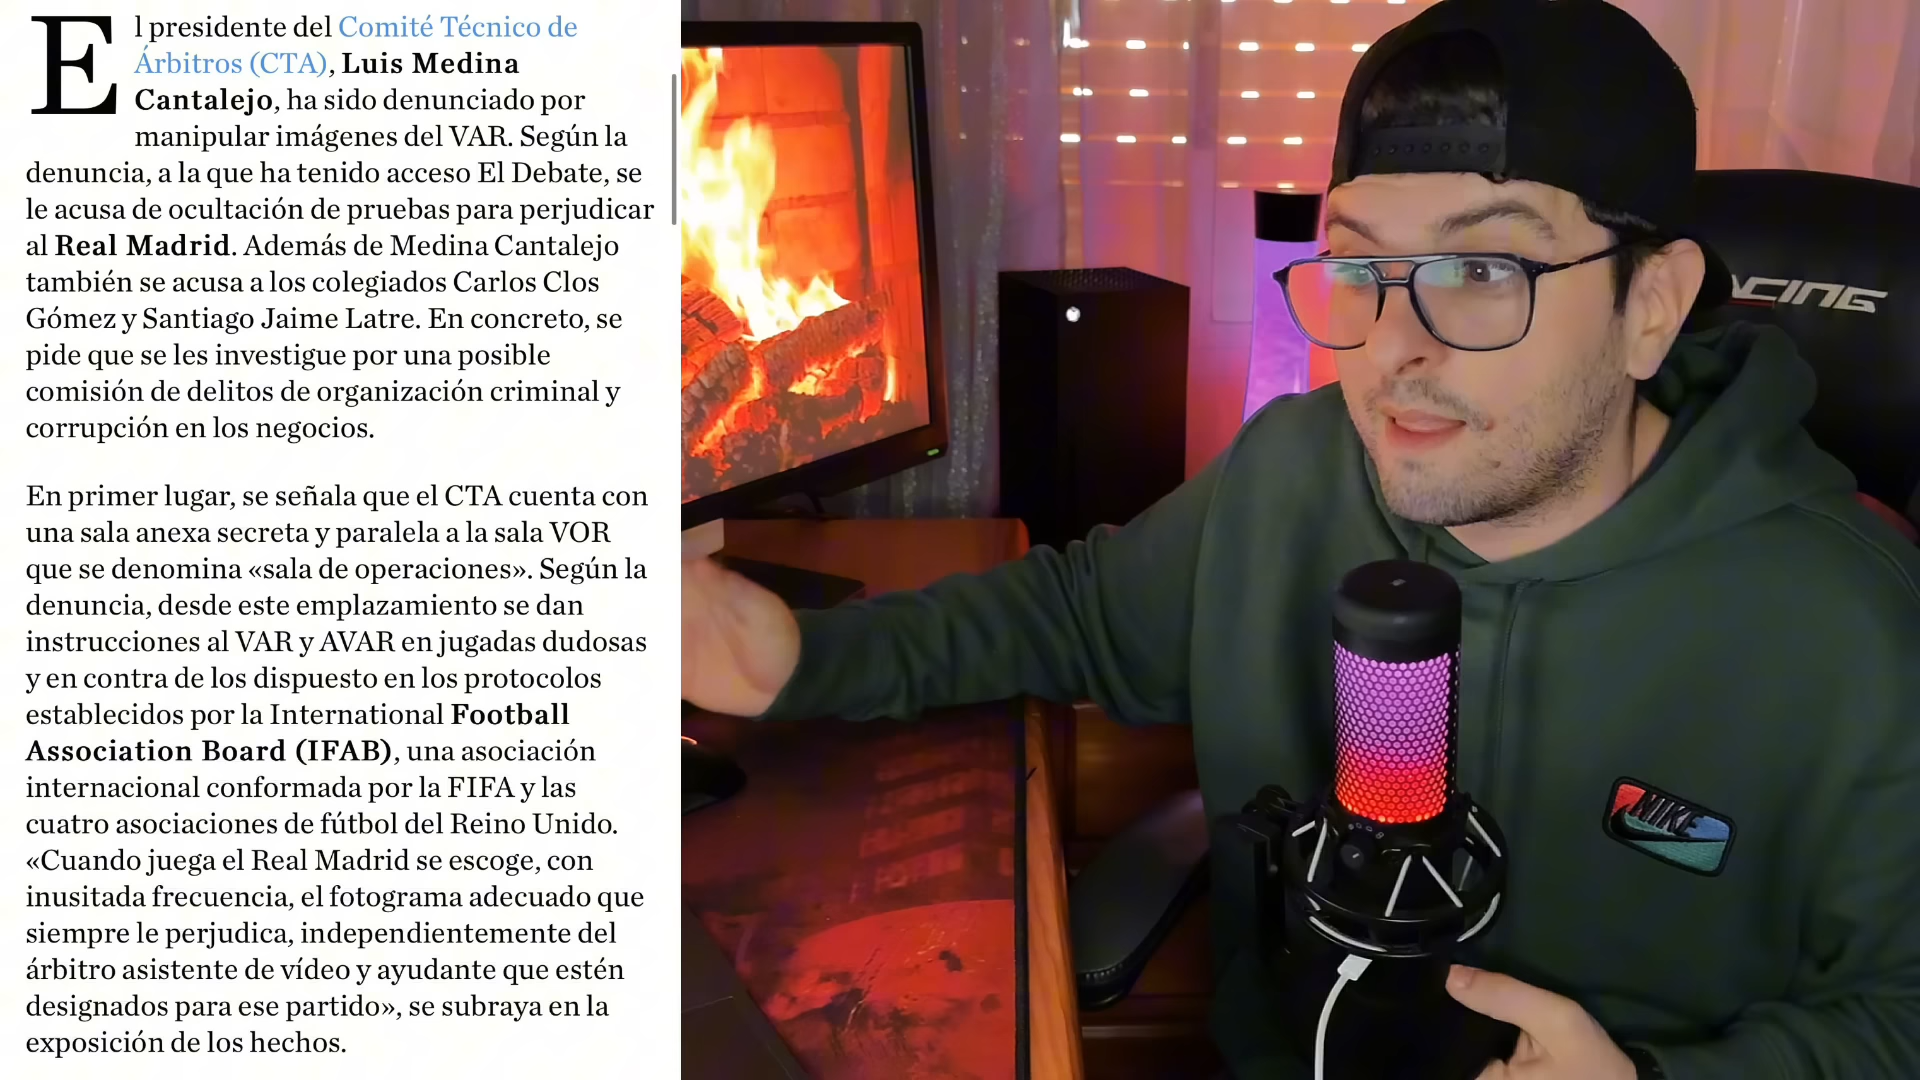 El presidente del Comité Técnico de
Árbitros (CTA), Luis Medina
Cantalejo, ha sido denunciado por
manipular imágenes del VAR. Según la
denuncia, a la que ha tenido acceso El Debate, se
le acusa de ocultación de pruebas para perjudicar
al Real Madrid. Además de Medina Cantalejo
también se acusa a los colegiados Carlos Clos
Gómez y Santiago Jaime Latre. En concreto, se
pide que se les investigue por una posible
comisión de delitos de organización criminal y
corrupción en los negocios.
En primer lugar, se señala que el CTA cuenta con
una sala anexa secreta y paralela a la sala VOR
que se denomina «sala de operaciones». Según la
denuncia, desde este emplazamiento se dan
instrucciones al VAR y AVAR en jugadas dudosas
y en contra de los dispuesto en los protocolos
establecidos por la International Football
Association Board (IFAB), una asociación
internacional conformada por la FIFA y las
cuatro asociaciones de fútbol del Reino Unido.
«Cuando juega el Real Madrid se escoge, con
inusitada frecuencia, el fotograma adecuado que
siempre le perjudica, independientemente del
árbitro asistente de vídeo y ayudante que estén
designados para ese partido», se subraya en la
exposición de los hechos.
NIKE